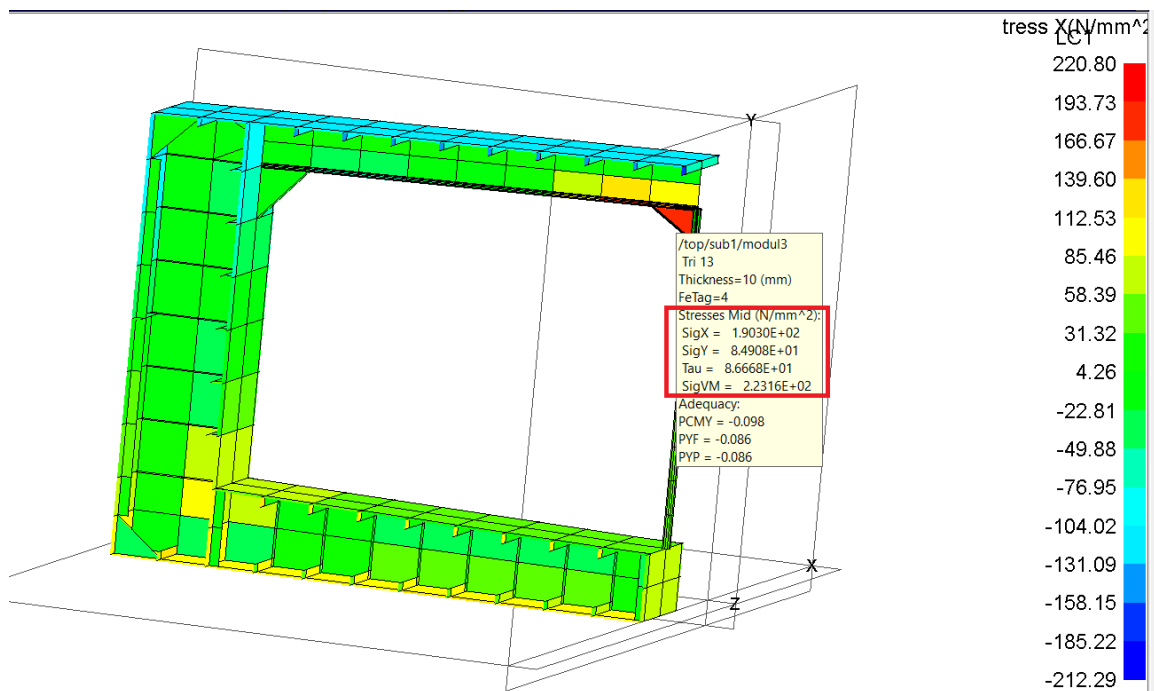 tress X(N/mm^2
LC1
220.80
193.73
166.67
139.60
112.53
85.46
58.39
31.32
4.26
-22.81
-49.88
-76.95
-104.02
-131.09
-158.15
-185.22
-212.29
Y
/top/sub1/modul3
Tri 13
Thickness=10 (mm)
FeTag=4
Stresses Mid (N/mm^2):
SigX = 1.9030E+02
SigY = 8.4908E+01
Tau = 8.6668E+01
SigVM = 2.2316E+02
Adequacy:
PCMY = -0.098
PYF = -0.086
PYP = -0.086
X
Z